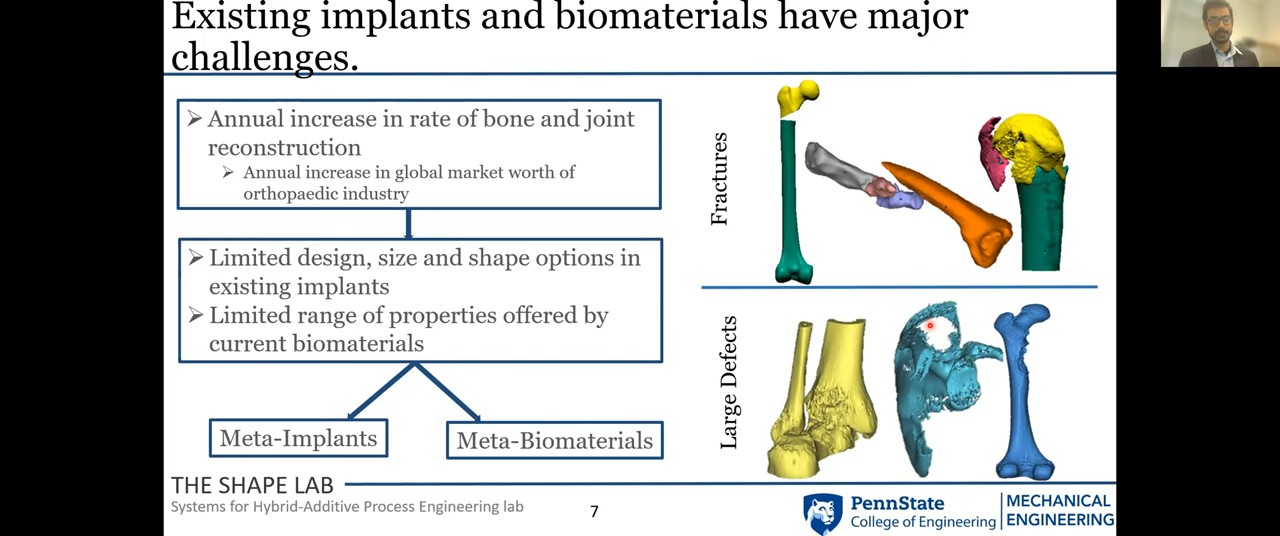 Existing implants and biomaterials have major
challenges.
➢ Annual increase in rate of bone and joint
reconstruction
➢ Annual increase in global market worth of
orthopaedic industry
➢ Limited design, size and shape options in
existing implants
➢ Limited range of properties offered by
current biomaterials
Meta-Implants
Meta-Biomaterials
Fractures
Large Defects
THE SHAPE LAB
Systems for Hybrid-Additive Process Engineering lab
7
PennState
College of Engineering
MECHANICAL
ENGINEERING